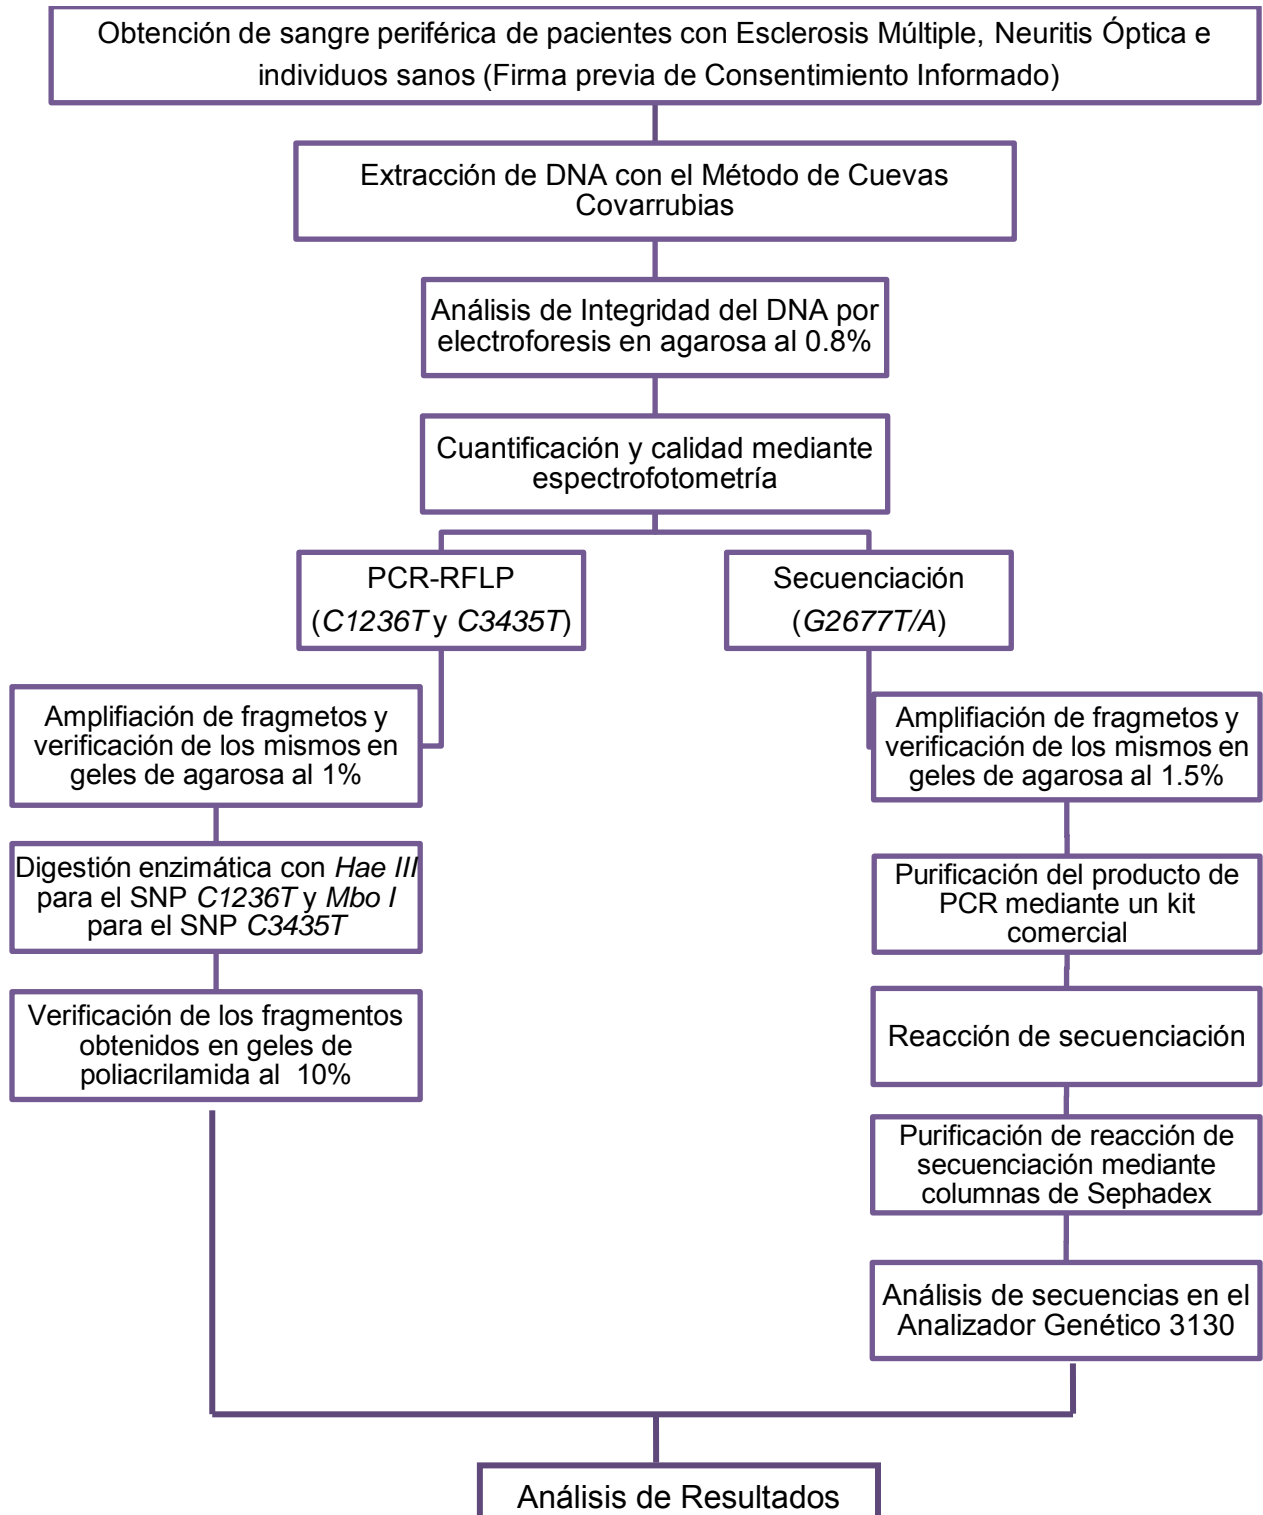 Obtención de sangre periférica de pacientes con Esclerosis Múltiple, Neuritis Óptica e
individuos sanos (Firma previa de Consentimiento Informado)
Extracción de DNA con el Método de Cuevas
Covarrubias
Análisis de Integridad del DNA por
electroforesis en agarosa al 0.8%
Cuantificación y calidad mediante
espectrofotometría
PCR-RFLP
(C1236T y C3435T)
Secuenciación
(G2677T/A)
Amplifiación de fragmetos y
verificación de los mismos en
geles de agarosa al 1%
Digestión enzimática con Hae III
para el SNP C1236T y Mbo I
para el SNP C3435T
Verificación de los fragmentos
obtenidos en geles de
poliacrilamida al 10%
Amplifiación de fragmetos y
verificación de los mismos en
geles de agarosa al 1.5%
Purificación del producto de
PCR mediante un kit
comercial
Reacción de secuenciación
Purificación de reacción de
secuenciación mediante
columnas de Sephadex
Análisis de secuencias en el
Analizador Genético 3130
Análisis de Resultados